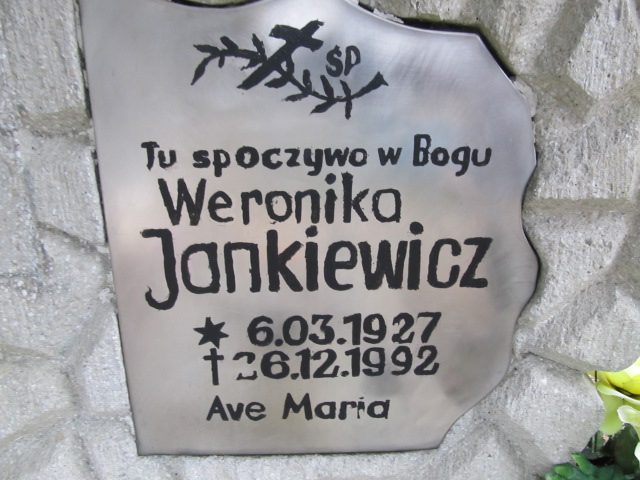 ŚP
Tu spoczywa w Bogu
Weronika
Jankiewicz
★ 6.03.1927
† 26.12.1992
Ave Maria